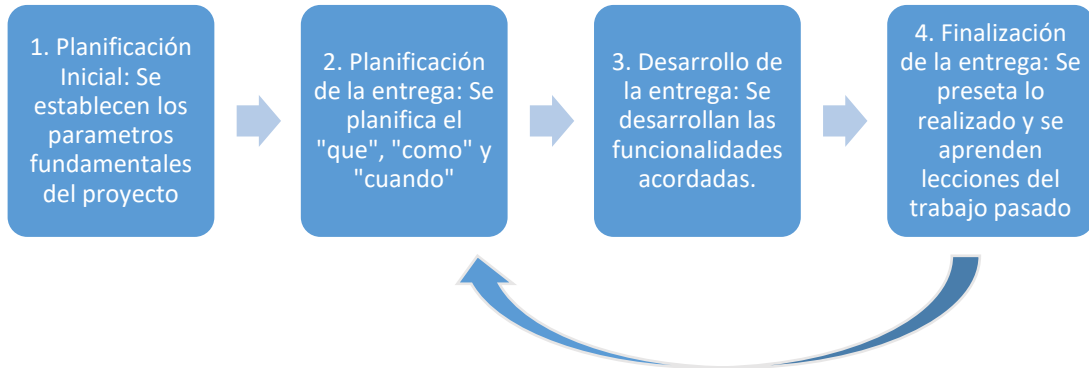 1. Planificación
Inicial: Se
establecen los
parametros
fundamentales
del proyecto
2. Planificación
de la entrega: Se
planifica el
"que", "como" y
"cuando"
3. Desarrollo de
la entrega: Se
desarrollan las
funcionalidades
acordadas.
4. Finalización
de la entrega: Se
preseta lo
realizado y se
aprenden
lecciones del
trabajo pasado